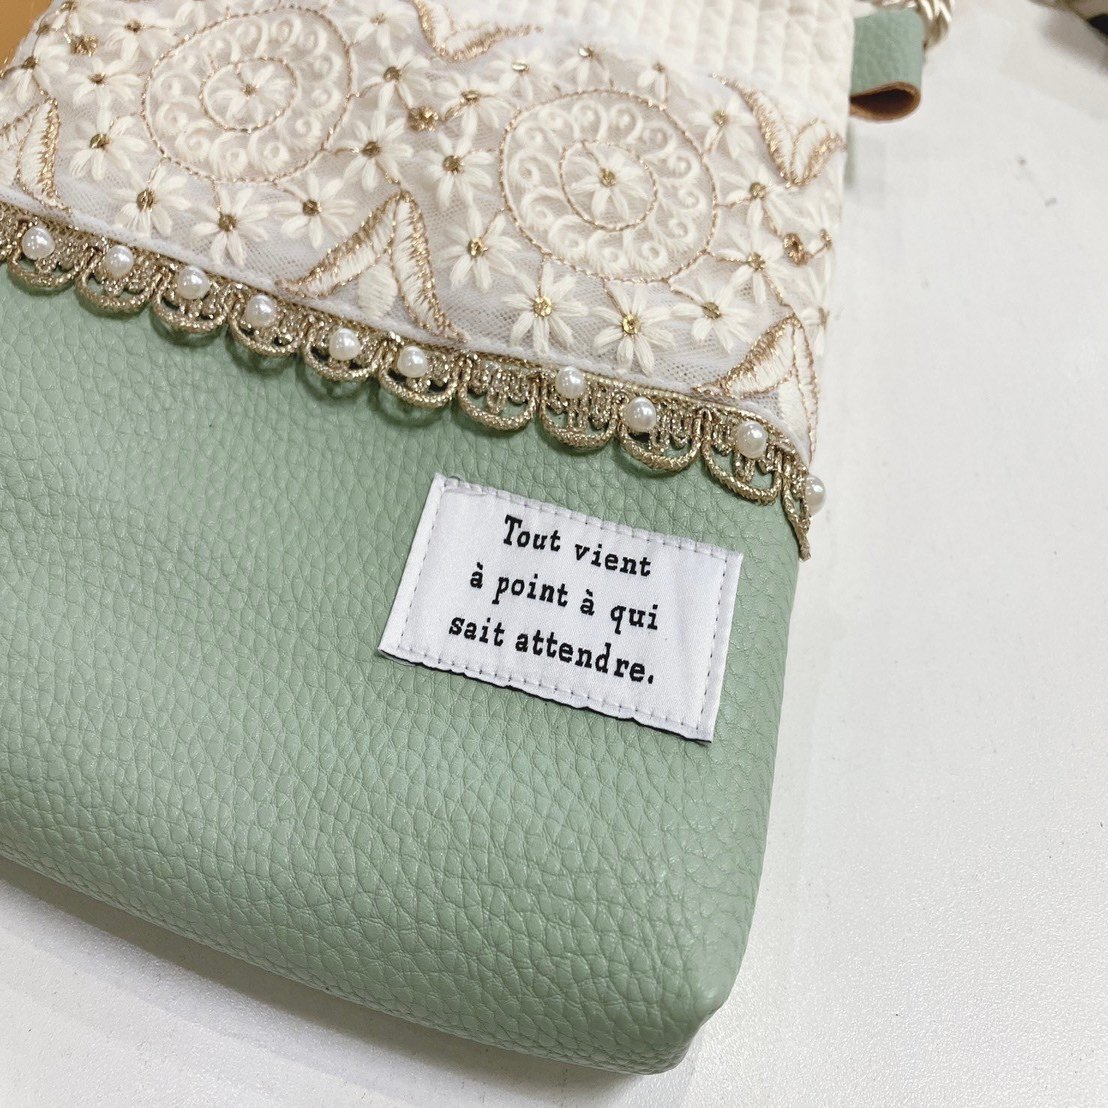 Tout vient
à point à qui
sait attendre.